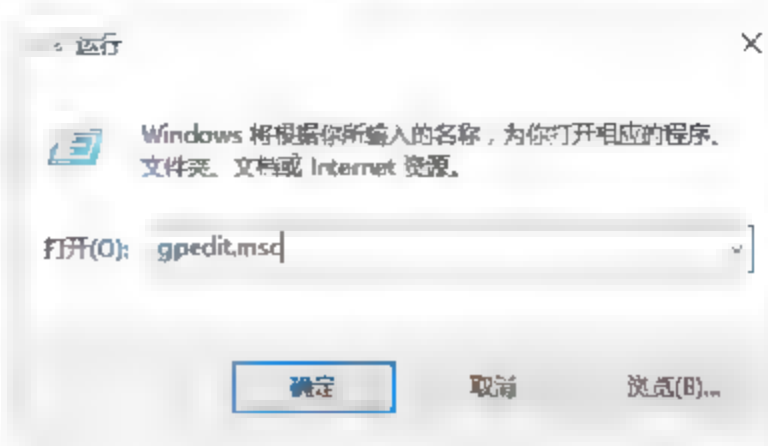 运行
Windows 将根据你所输入的名称，为你打开相应的程序、
文件夹、文档或 Internet 资源。
打开(O): gpedit.msc
确定 取消 浏览(B)...